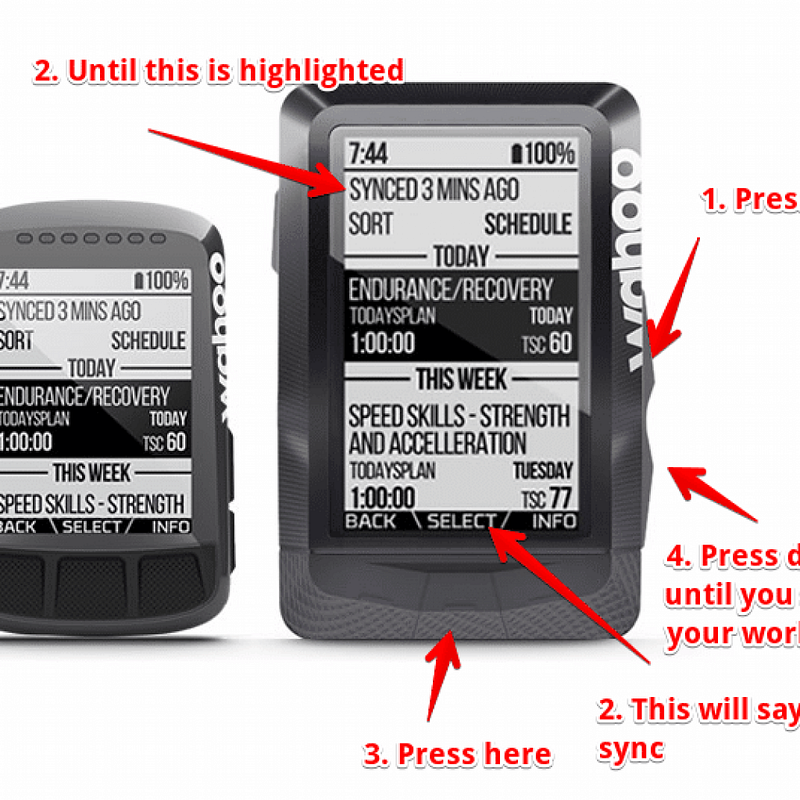 2. Until this is highlighted
1. Pres
7:44 100%
SYNCED 3 MINS AGO
SORT SCHEDULE
TODAY
ENDURANCE/RECOVERY
TODAYSPLAN TODAY
1:00:00 TSC 60
THIS WEEK
SPEED SKILLS - STRENGTH
AND ACCELLERATION
TODAYSPLAN TUESDAY
1:00:00 TSC 77
BACK SELECT INFO
wahoo
7:44 100%
SYNCED 3 MINS AGO
SORT SCHEDULE
TODAY
ENDURANCE/RECOVERY
TODAYSPLAN TODAY
1:00:00 TSC 60
THIS WEEK
SPEED SKILLS - STRENGTH
BACK SELECT INFO
wahoo
4. Press d
until you
your wor
2. This will say
sync
3. Press here